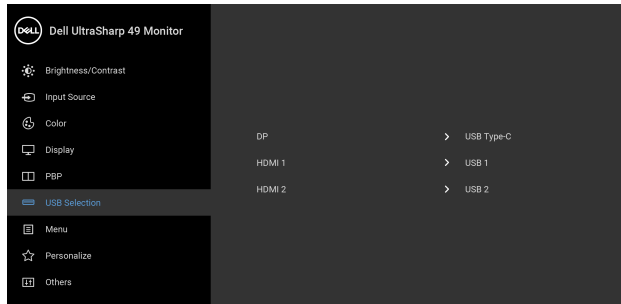 DELL Dell UltraSharp 49 Monitor
Brightness/Contrast
Input Source
Color
Display
PBP
USB Selection
Menu
Personalize
Others
DP USB Type-C
HDMI 1 USB 1
HDMI 2 USB 2